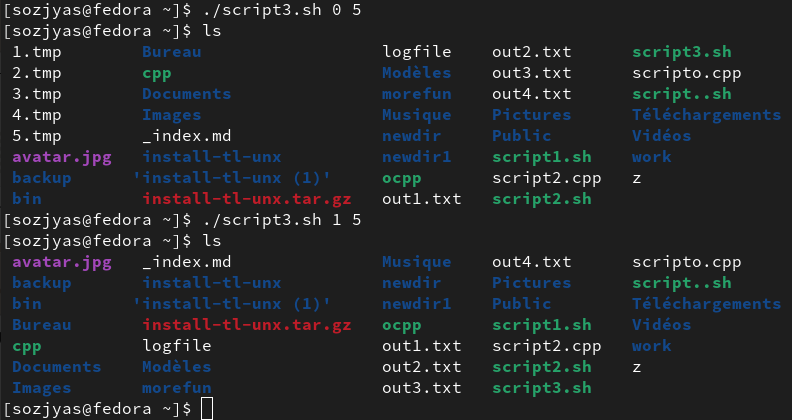 [sozjyas@fedora ~]$ ./script3.sh 0 5
[sozjyas@fedora ~]$ ls
1.tmp Bureau logfile out2.txt script3.sh
2.tmp cpp Modèles out3.txt scripto.cpp
3.tmp Documents morefun out4.txt script..sh
4.tmp Images Musique Pictures Téléchargements
5.tmp _index.md newdir Public Vidéos
avatar.jpg install-tl-unx newdir1 script1.sh work
backup 'install-tl-unx (1)' ocpp script2.cpp z
bin install-tl-unx.tar.gz out1.txt script2.sh
[sozjyas@fedora ~]$ ./script3.sh 1 5
[sozjyas@fedora ~]$ ls
avatar.jpg _index.md Musique out4.txt scripto.cpp
backup install-tl-unx newdir Pictures script..sh
bin 'install-tl-unx (1)' newdir1 Public Téléchargements
Bureau install-tl-unx.tar.gz ocpp script1.sh Vidéos
cpp logfile out1.txt script2.cpp work
Documents Modèles out2.txt script2.sh z
Images morefun out3.txt script3.sh
[sozjyas@fedora ~]$